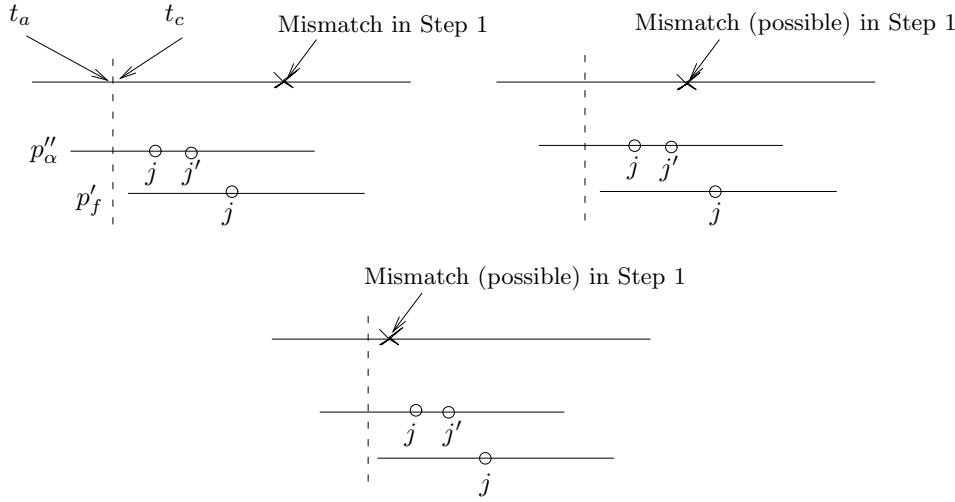 t_a t_c Mismatch in Step 1
Mismatch (possible) in Step 1
p''_α
j j'
p'_f
j
j j'
j
Mismatch (possible) in Step 1
j j'
j